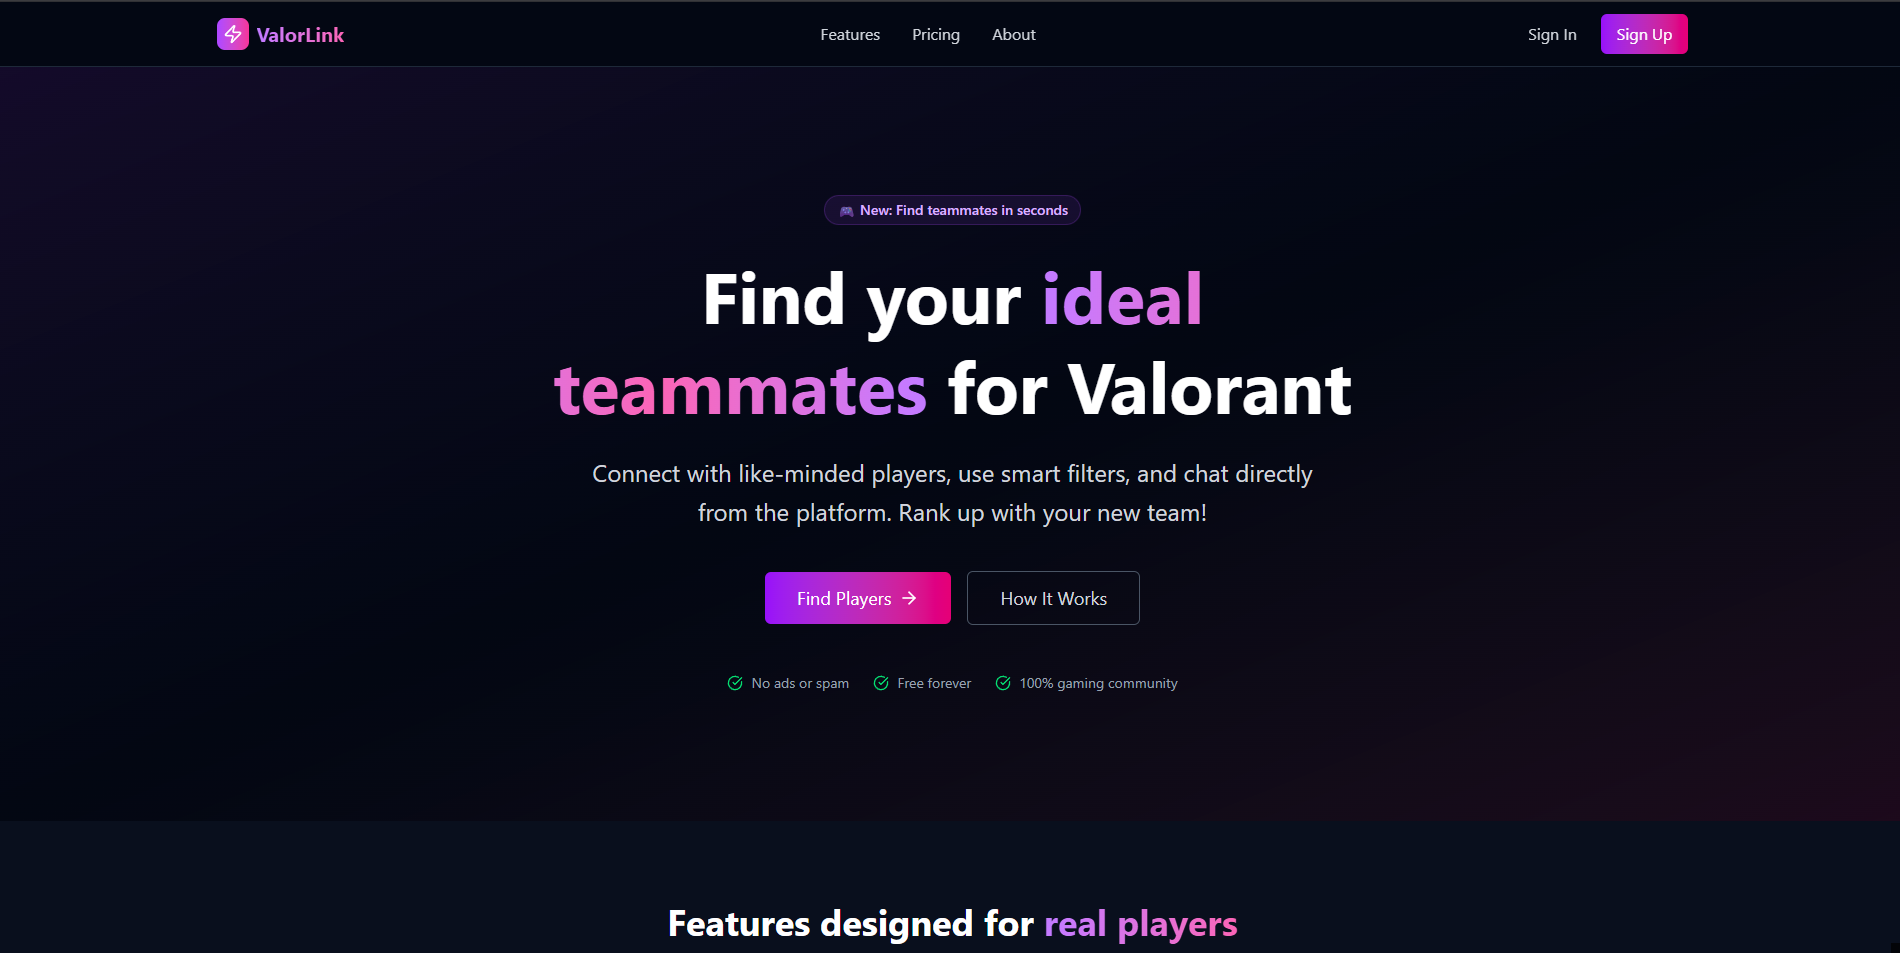 ValorLink
Features
Pricing
About
Sign In
Sign Up
🎮 New: Find teammates in seconds
Find your ideal
teammates for Valorant
Connect with like-minded players, use smart filters, and chat directly
from the platform. Rank up with your new team!
Find Players →
How It Works
No ads or spam
Free forever
100% gaming community
Features designed for real players